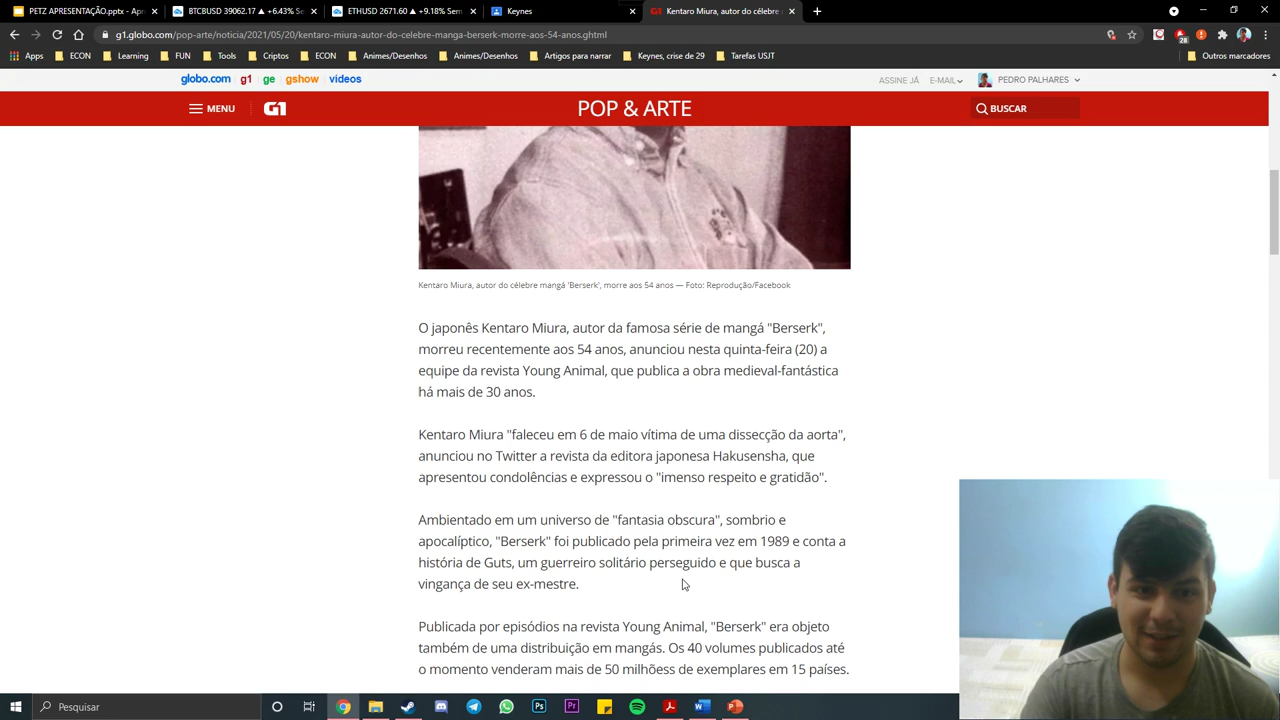 PETZ APRESENTAÇÃO.pptx - Apr
BTCBUSD 39062.17 ▲ +6.43% Sem
ETHUSD 2671.60 ▲ +9.18% Sem
Keynes
Kentaro Miura, autor do célebre
g1.globo.com/pop-arte/noticia/2021/05/20/kentaro-miura-autor-do-celebre-manga-berserk-morre-aos-54-anos.ghtml
28
Apps
ECON
Learning
FUN
Tools
Criptos
ECON
Animes/Desenhos
Animes/Desenhos
Artigos para narrar
Keynes, crise de 29
Tarefas USJT
Outros marcadores
globo.com g1 ge gshow videos
ASSINE JÁ
E-MAIL
PEDRO PALHARES
MENU
G1
POP & ARTE
BUSCAR
Kentaro Miura, autor do célebre mangá 'Berserk', morre aos 54 anos — Foto: Reprodução/Facebook
O japonês Kentaro Miura, autor da famosa série de mangá "Berserk",
morreu recentemente aos 54 anos, anunciou nesta quinta-feira (20) a
equipe da revista Young Animal, que publica a obra medieval-fantástica
há mais de 30 anos.
Kentaro Miura "faleceu em 6 de maio vítima de uma dissecção da aorta",
anunciou no Twitter a revista da editora japonesa Hakusensha, que
apresentou condolências e expressou o "imenso respeito e gratidão".
Ambientado em um universo de "fantasia obscura", sombrio e
apocalíptico, "Berserk" foi publicado pela primeira vez em 1989 e conta a
história de Guts, um guerreiro solitário perseguido e que busca a
vingança de seu ex-mestre.
Publicada por episódios na revista Young Animal, "Berserk" era objeto
também de uma distribuição em mangás. Os 40 volumes publicados até
o momento venderam mais de 50 milhõess de exemplares em 15 países.
Pesquisar
Ps
Pr